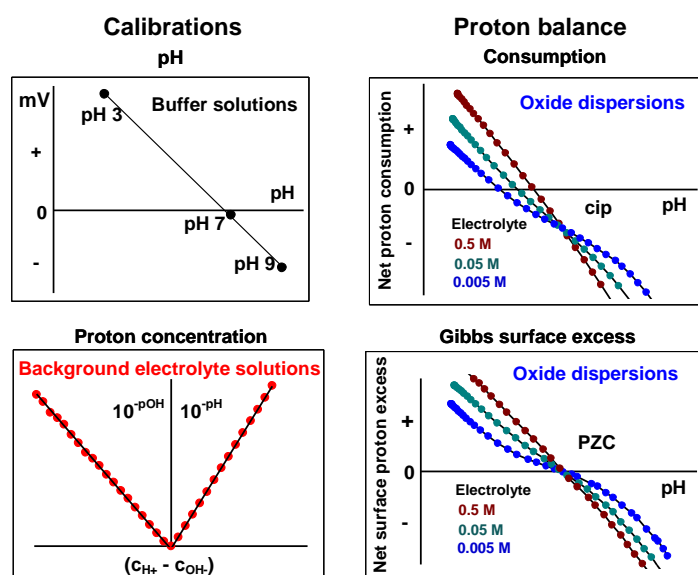 Calibrations
pH
mV
Buffer solutions
pH 3
+
pH
0
pH 7
-
pH 9
Proton balance
Consumption
Net proton consumption
Oxide dispersions
+
0
cip
pH
-
Electrolyte
0.5 M
0.05 M
0.005 M
Proton concentration
Background electrolyte solutions
10^-pOH
10^-pH
(c_H+ - c_OH-)
Gibbs surface excess
Net surface proton excess
Oxide dispersions
+
PZC
0
pH
Electrolyte
0.5 M
-
0.05 M
0.005 M